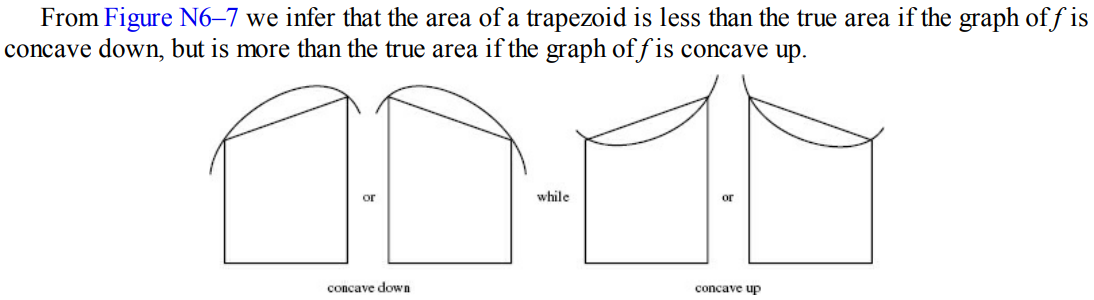 From Figure N6–7 we infer that the area of a trapezoid is less than the true area if the graph of f is
concave down, but is more than the true area if the graph of f is concave up.
or while or
concave down concave up